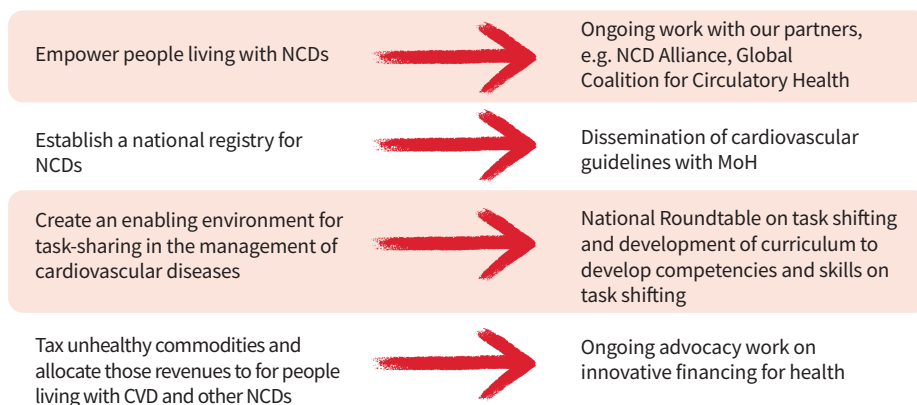 Empower people living with NCDs
Ongoing work with our partners,
e.g. NCD Alliance, Global
Coalition for Circulatory Health
Establish a national registry for
NCDs
Dissemination of cardiovascular
guidelines with MoH
Create an enabling environment for
task-sharing in the management of
cardiovascular diseases
National Roundtable on task shifting
and development of curriculum to
develop competencies and skills on
task shifting
Tax unhealthy commodities and
allocate those revenues to for people
living with CVD and other NCDs
Ongoing advocacy work on
innovative financing for health